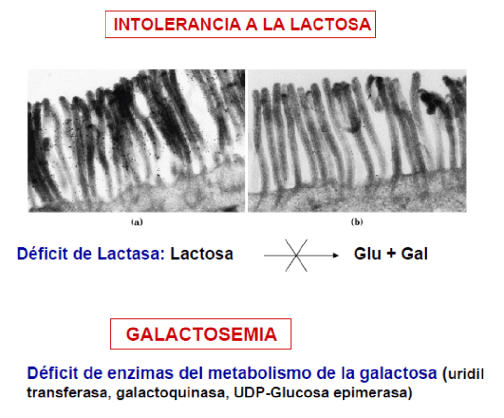 INTOLERANCIA A LA LACTOSA
(a) (b)
Déficit de Lactasa: Lactosa Glu + Gal
GALACTOSEMIA
Déficit de enzimas del metabolismo de la galactosa (uridil
transferasa, galactoquinasa, UDP-Glucosa epimerasa)